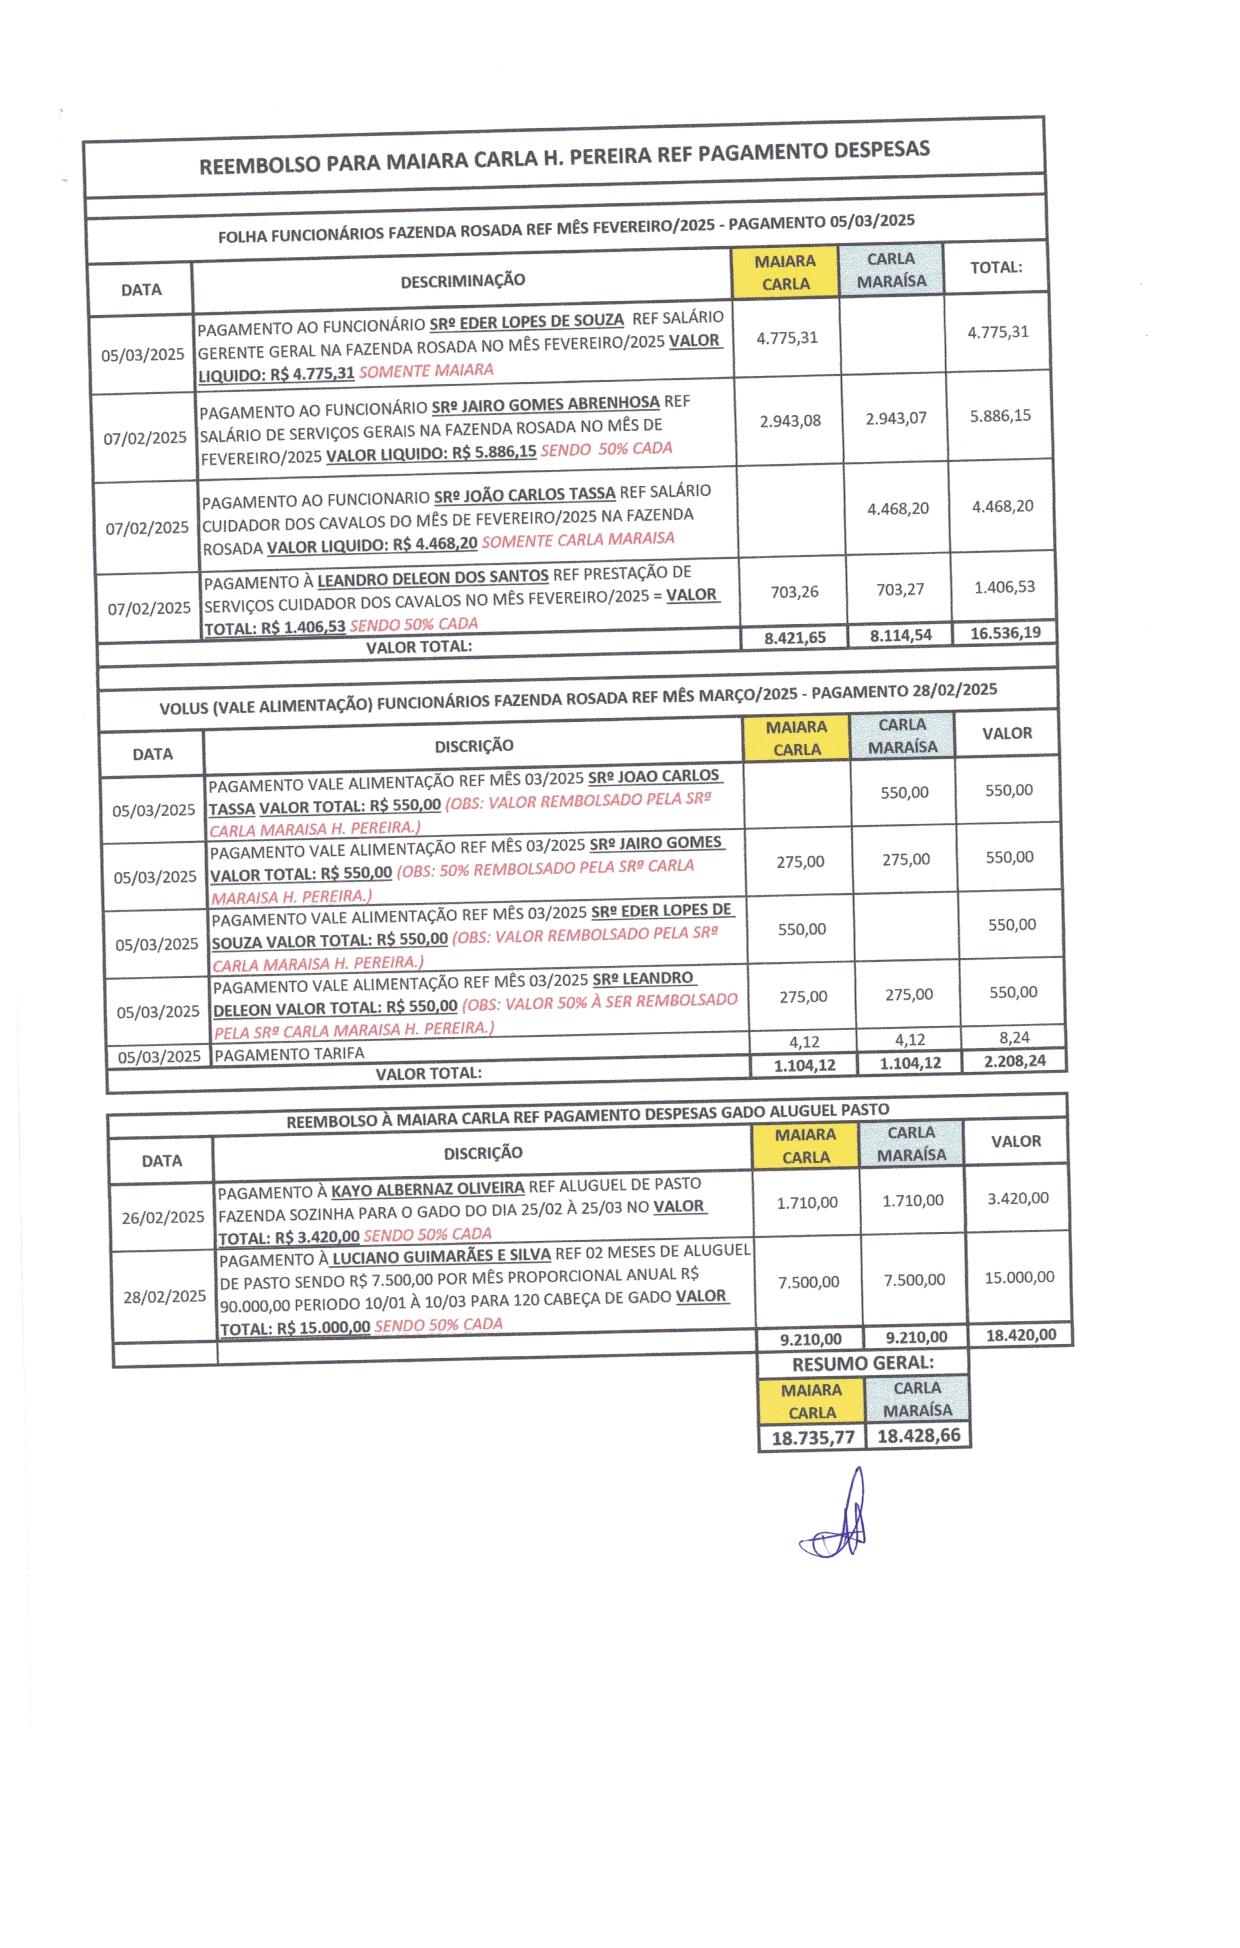 REEMBOLSO PARA MAIARA CARLA H. PEREIRA REF PAGAMENTO DESPESAS
FOLHA FUNCIONÁRIOS FAZENDA ROSADA REF MÊS FEVEREIRO/2025 - PAGAMENTO 05/03/2025
DATA
DESCRIMINAÇÃO
MAIARA
CARLA
CARLA
MARAÍSA
TOTAL:
05/03/2025
PAGAMENTO AO FUNCIONÁRIO SRº EDER LOPES DE SOUZA REF SALÁRIO
GERENTE GERAL NA FAZENDA ROSADA NO MÊS FEVEREIRO/2025 VALOR
LIQUIDO: R$ 4.775,31 SOMENTE MAIARA
4.775,31
4.775,31
07/02/2025
PAGAMENTO AO FUNCIONÁRIO SRº JAIRO GOMES ABRENHOSA REF
SALÁRIO DE SERVIÇOS GERAIS NA FAZENDA ROSADA NO MÊS DE
FEVEREIRO/2025 VALOR LIQUIDO: R$ 5.886,15 SENDO 50% CADA
2.943,08
2.943,07
5.886,15
07/02/2025
PAGAMENTO AO FUNCIONARIO SRº JOÃO CARLOS TASSA REF SALÁRIO
CUIDADOR DOS CAVALOS DO MÊS DE FEVEREIRO/2025 NA FAZENDA
ROSADA VALOR LIQUIDO: R$ 4.468,20 SOMENTE CARLA MARAISA
4.468,20
4.468,20
07/02/2025
PAGAMENTO À LEANDRO DELEON DOS SANTOS REF PRESTAÇÃO DE
SERVIÇOS CUIDADOR DOS CAVALOS NO MÊS FEVEREIRO/2025 = VALOR
TOTAL: R$ 1.406,53 SENDO 50% CADA
703,26
703,27
1.406,53
VALOR TOTAL:
8.421,65
8.114,54
16.536,19
VOLUS (VALE ALIMENTAÇÃO) FUNCIONÁRIOS FAZENDA ROSADA REF MÊS MARÇO/2025 - PAGAMENTO 28/02/2025
DATA
DISCRIÇÃO
MAIARA
CARLA
CARLA
MARAÍSA
VALOR
05/03/2025
PAGAMENTO VALE ALIMENTAÇÃO REF MÊS 03/2025 SRº JOAO CARLOS
TASSA VALOR TOTAL: R$ 550,00 (OBS: VALOR REMBOLSADO PELA SRª
CARLA MARAISA H. PEREIRA.)
550,00
550,00
05/03/2025
PAGAMENTO VALE ALIMENTAÇÃO REF MÊS 03/2025 SRº JAIRO GOMES
VALOR TOTAL: R$ 550,00 (OBS: 50% REMBOLSADO PELA SRª CARLA
MARAISA H. PEREIRA.)
275,00
275,00
550,00
05/03/2025
PAGAMENTO VALE ALIMENTAÇÃO REF MÊS 03/2025 SRº EDER LOPES DE
SOUZA VALOR TOTAL: R$ 550,00 (OBS: VALOR REMBOLSADO PELA SRª
CARLA MARAISA H. PEREIRA.)
550,00
550,00
05/03/2025
PAGAMENTO VALE ALIMENTAÇÃO REF MÊS 03/2025 SRº LEANDRO
DELEON VALOR TOTAL: R$ 550,00 (OBS: VALOR 50% À SER REMBOLSADO
PELA SRª CARLA MARAISA H. PEREIRA.)
275,00
275,00
550,00
05/03/2025
PAGAMENTO TARIFA
4,12
4,12
8,24
VALOR TOTAL:
1.104,12
1.104,12
2.208,24
REEMBOLSO À MAIARA CARLA REF PAGAMENTO DESPESAS GADO ALUGUEL PASTO
DATA
DISCRIÇÃO
MAIARA
CARLA
CARLA
MARAÍSA
VALOR
26/02/2025
PAGAMENTO À KAYO ALBERNAZ OLIVEIRA REF ALUGUEL DE PASTO
FAZENDA SOZINHA PARA O GADO DO DIA 25/02 À 25/03 NO VALOR
TOTAL: R$ 3.420,00 SENDO 50% CADA
1.710,00
1.710,00
3.420,00
28/02/2025
PAGAMENTO À LUCIANO GUIMARÃES E SILVA REF 02 MESES DE ALUGUEL
DE PASTO SENDO R$ 7.500,00 POR MÊS PROPORCIONAL ANUAL R$
90.000,00 PERIODO 10/01 À 10/03 PARA 120 CABEÇA DE GADO VALOR
TOTAL: R$ 15.000,00 SENDO 50% CADA
7.500,00
7.500,00
15.000,00
9.210,00
9.210,00
18.420,00
RESUMO GERAL:
MAIARA
CARLA
CARLA
MARAÍSA
18.735,77
18.428,66